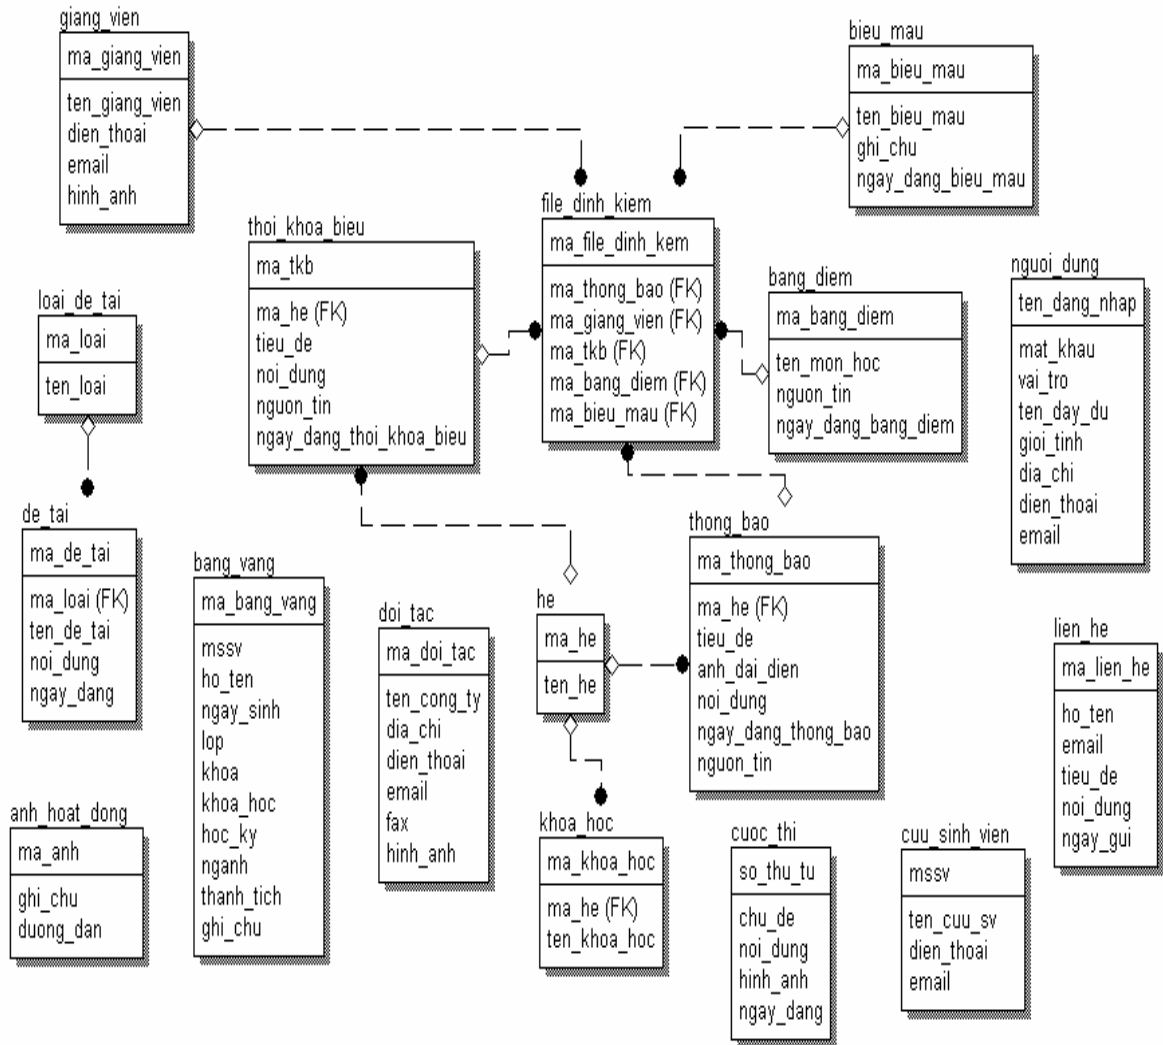 giang_vien
ma_giang_vien
ten_giang_vien
dien_thoai
email
hinh_anh
bieu_mau
ma_bieu_mau
ten_bieu_mau
ghi_chu
ngay_dang_bieu_mau
thoi_khoa_bieu
ma_tkb
ma_he (FK)
tieu_de
noi_dung
nguon_tin
ngay_dang_thoi_khoa_bieu
file_dinh_kiem
ma_file_dinh_kem
ma_thong_bao (FK)
ma_giang_vien (FK)
ma_tkb (FK)
ma_bang_diem (FK)
ma_bieu_mau (FK)
bang_diem
ma_bang_diem
ten_mon_hoc
nguon_tin
ngay_dang_bang_diem
nguoi_dung
ten_dang_nhap
mat_khau
vai_tro
ten_day_du
gioi_tinh
dia_chi
dien_thoai
email
loai_de_tai
ma_loai
ten_loai
de_tai
ma_de_tai
ma_loai (FK)
ten_de_tai
noi_dung
ngay_dang
bang_vang
ma_bang_vang
mssv
ho_ten
ngay_sinh
lop
khoa
khoa_hoc
hoc_ky
nganh
thanh_tich
ghi_chu
doi_tac
ma_doi_tac
ten_cong_ty
dia_chi
dien_thoai
email
fax
hinh_anh
he
ma_he
ten_he
thong_bao
ma_thong_bao
ma_he (FK)
tieu_de
anh_dai_dien
noi_dung
ngay_dang_thong_bao
nguon_tin
lien_he
ma_lien_he
ho_ten
email
tieu_de
noi_dung
ngay_gui
anh_hoat_dong
ma_anh
ghi_chu
duong_dan
khoa_hoc
ma_khoa_hoc
ma_he (FK)
ten_khoa_hoc
cuoc_thi
so_thu_tu
chu_de
noi_dung
hinh_anh
ngay_dang
cuu_sinh_vien
mssv
ten_cuu_sv
dien_thoai
email